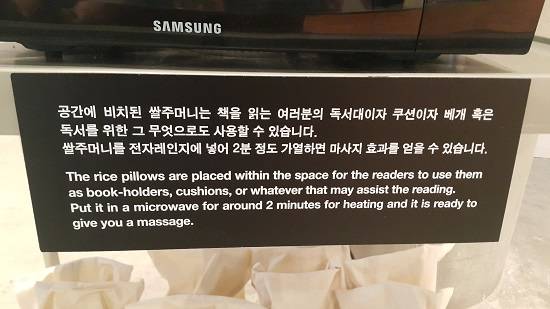 SAMSUNG
공간에 비치된 쌀주머니는 책을 읽는 여러분의 독서대이자 쿠션이자 베개 혹은
독서를 위한 그 무엇으로도 사용할 수 있습니다.
쌀주머니를 전자레인지에 넣어 2분 정도 가열하면 마사지 효과를 얻을 수 있습니다.
The rice pillows are placed within the space for the readers to use them
as book-holders, cushions, or whatever that may assist the reading.
Put it in a microwave for around 2 minutes for heating and it is ready to
give you a massage.